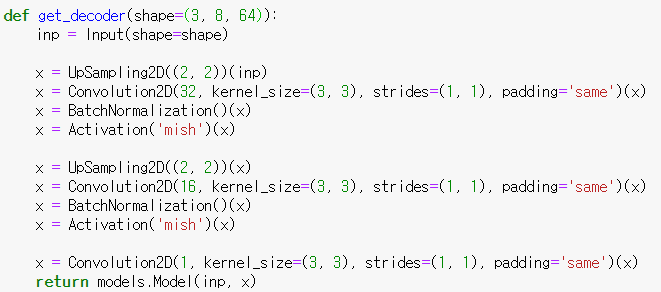 def get_decoder(shape=(3, 8, 64)):
    inp = Input(shape=shape)

    x = UpSampling2D((2, 2))(inp)
    x = Convolution2D(32, kernel_size=(3, 3), strides=(1, 1), padding='same')(x)
    x = BatchNormalization()(x)
    x = Activation('mish')(x)

    x = UpSampling2D((2, 2))(x)
    x = Convolution2D(16, kernel_size=(3, 3), strides=(1, 1), padding='same')(x)
    x = BatchNormalization()(x)
    x = Activation('mish')(x)

    x = Convolution2D(1, kernel_size=(3, 3), strides=(1, 1), padding='same')(x)
    return models.Model(inp, x)